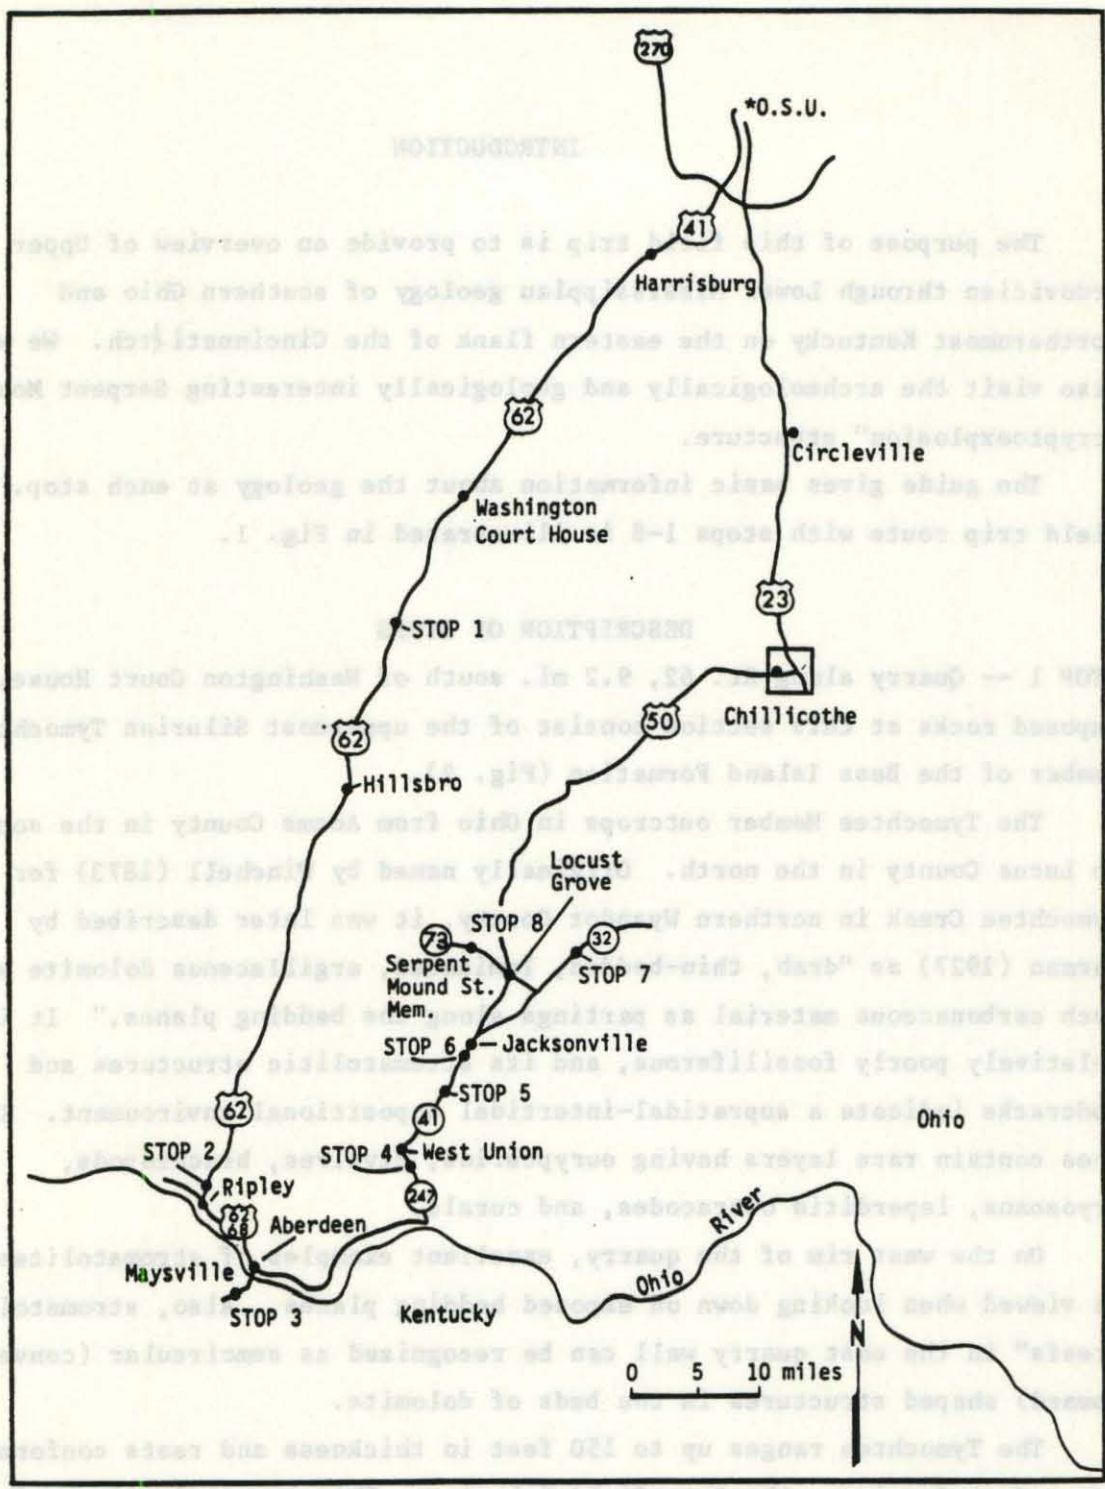 270
*O.S.U.
41
Harrisburg
62
Circleville
Washington
Court House
23
STOP 1
Chillicothe
50
62
Hillsbro
Locust
Grove
STOP 8
73
32
Serpent
Mound St.
Mem.
STOP 7
STOP 6
Jacksonville
STOP 5
62
41
Ohio
STOP 2
STOP 4
West Union
Ripley
247
62
68
Aberdeen
River
Maysville
Ohio
STOP 3
Kentucky
N
0 5 10 miles